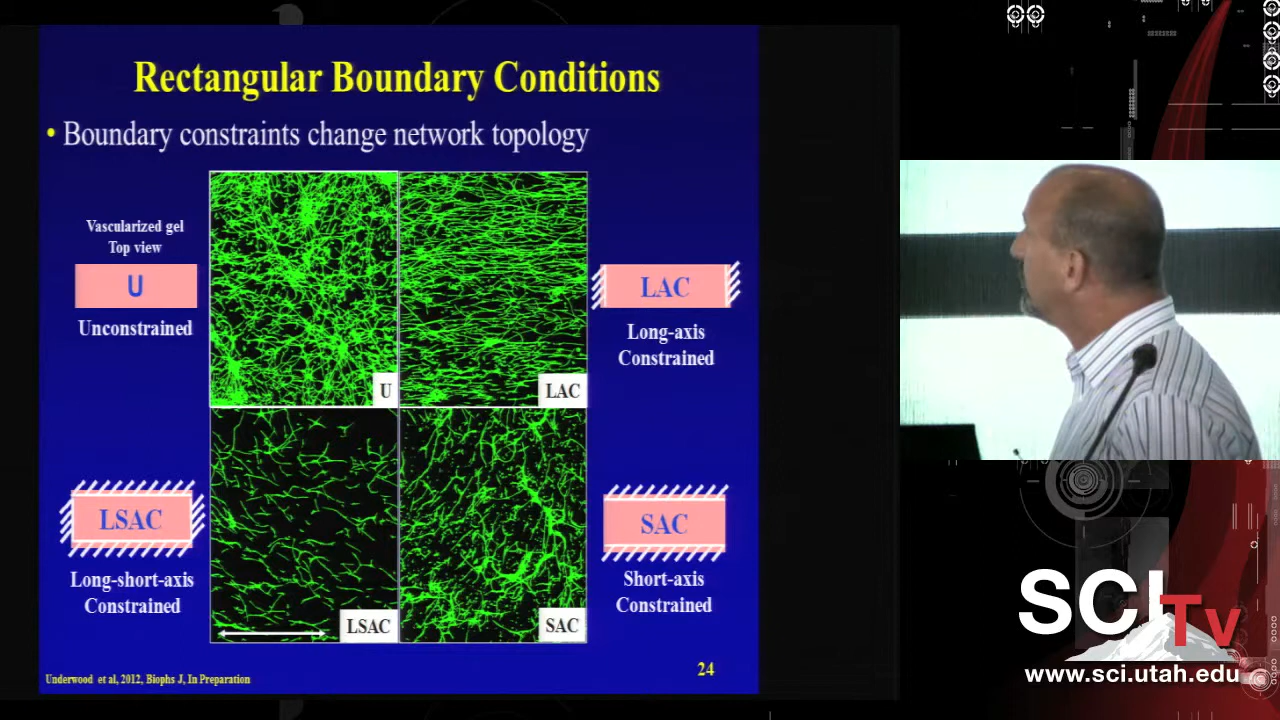 Rectangular Boundary Conditions
• Boundary constraints change network topology
Vascularized gel
Top view
U
Unconstrained
U
LAC
LAC
Long-axis
Constrained
LSAC
Long-short-axis
Constrained
LSAC
SAC
SAC
Short-axis
Constrained
Underwood et al, 2012, Biophs J, In Preparation
24
SCI Tv
www.sci.utah.edu